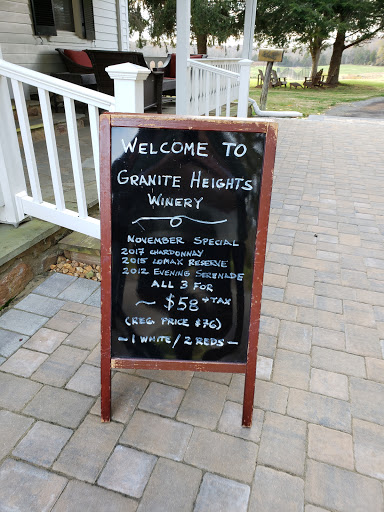 Welcome to
Granite Heights
Winery
November Special
2017 Chardonnay
2015 Lomax Reserve
2012 Evening Serenade
All 3 for
~ $58 + tax
(Reg. Price $76)
- 1 White / 2 Reds -